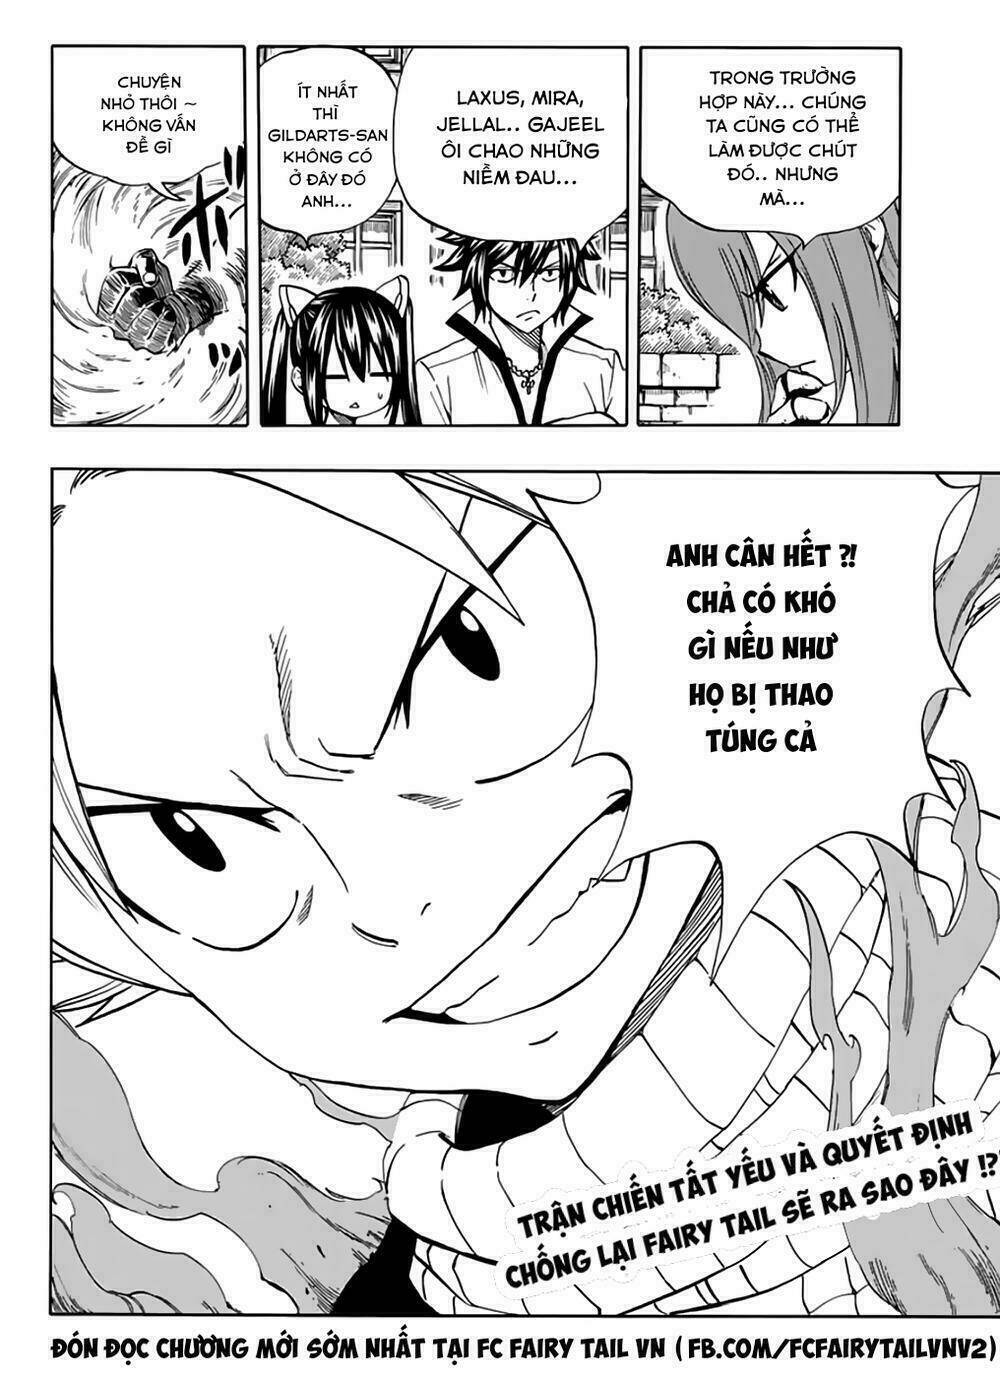 TRONG TRƯỜNG
HỢP NÀY... CHÚNG
TA CŨNG CÓ THỂ
LÀM ĐƯỢC CHÚT
ĐÓ.. NHƯNG
MÀ...
LAXUS, MIRA,
JELLAL.. GAJEEL
ÔI CHAO NHỮNG
NIỀM ĐAU...
ÍT NHẤT
THÌ
GILDARTS-SAN
KHÔNG CÓ
Ở ĐÂY ĐÓ
ANH...
CHUYỆN
NHỎ THÔI ~
KHÔNG VẤN
ĐỀ GÌ
ボボ
ANH CÂN HẾT ?!
CHẢ CÓ KHÓ
GÌ NẾU NHƯ
HỌ BỊ THAO
TÚNG CẢ
TRẬN CHIẾN TẤT YẾU VÀ QUYẾT ĐỊNH
CHỐNG LẠI FAIRY TAIL SẼ RA SAO ĐÂY !?
ĐÓN ĐỌC CHƯƠNG MỚI SỚM NHẤT TẠI FC FAIRY TAIL VN ( FB.COM/FCFAIRYTAILVNV2)